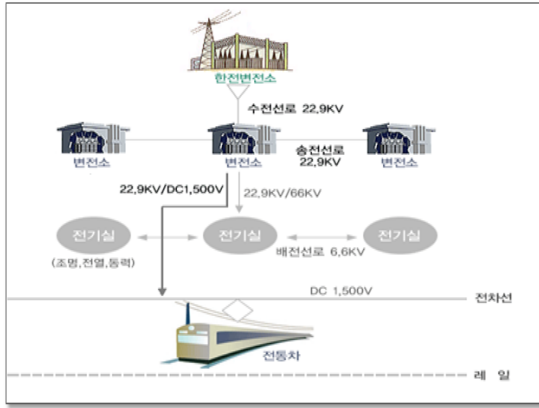 한전변전소
수전선로 22,9KV
변전소
변전소
송전선로
22,9KV
변전소
22,9KV/DC1,500V
22,9KV/66KV
전기실
전기실
전기실
(조명,전열,동력)
배전선로 6,6KV
DC 1,500V
전차선
전동차
레 일